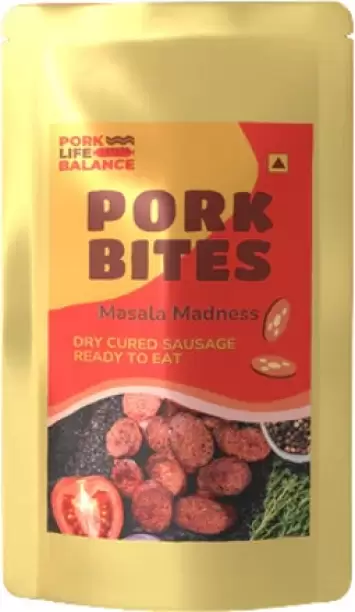 PORK
LIFE
BALANCE
PORK
BITES
Masala Madness
DRY CURED SAUSAGE
READY TO EAT